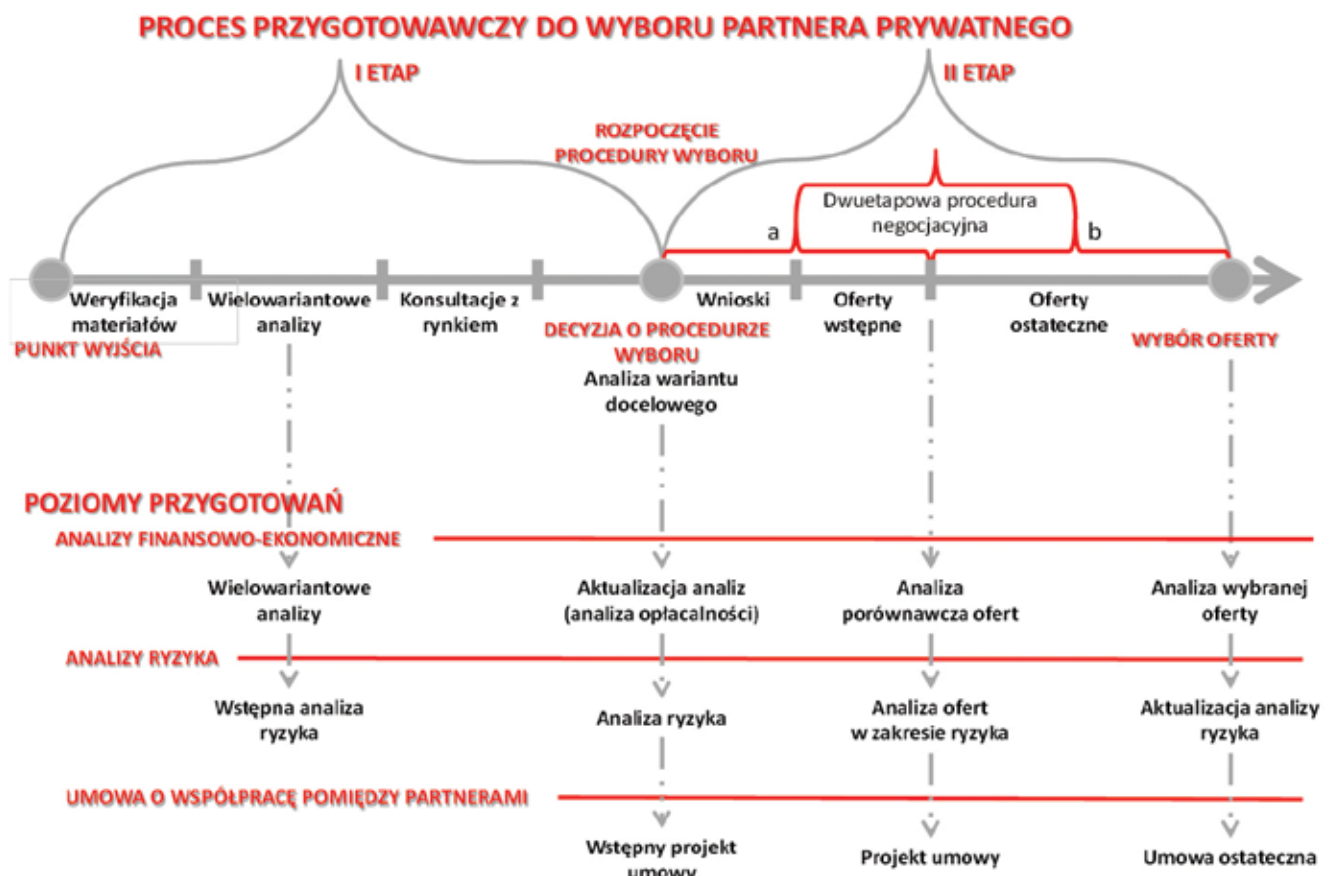 PROCES PRZYGOTOWAWCZY DO WYBORU PARTNERA PRYWATNEGO
I ETAP
II ETAP
ROZPOCZĘCIE
PROCEDURY WYBORU
Dwuetapowa procedura
negocjacyjna
a
b
Weryfikacja
materiałów
Wielowariantowe
analizy
Konsultacje z
rynkiem
Wnioski
Oferty
wstępne
Oferty
ostateczne
PUNKT WYJŚCIA
DECYZJA O PROCEDURZE
WYBORU
Analiza wariantu
docelowego
WYBÓR OFERTY
POZIOMY PRZYGOTOWAŃ
ANALIZY FINANSOWO-EKONOMICZNE
Wielowariantowe
analizy
Aktualizacja analiz
(analiza opłacalności)
Analiza
porównawcza ofert
Analiza wybranej
oferty
ANALIZY RYZYKA
Wstępna analiza
ryzyka
Analiza ryzyka
Analiza ofert
w zakresie ryzyka
Aktualizacja analizy
ryzyka
UMOWA O WSPÓŁPRACĘ POMIĘDZY PARTNERAMI
Wstępny projekt
umowy
Projekt umowy
Umowa ostateczna